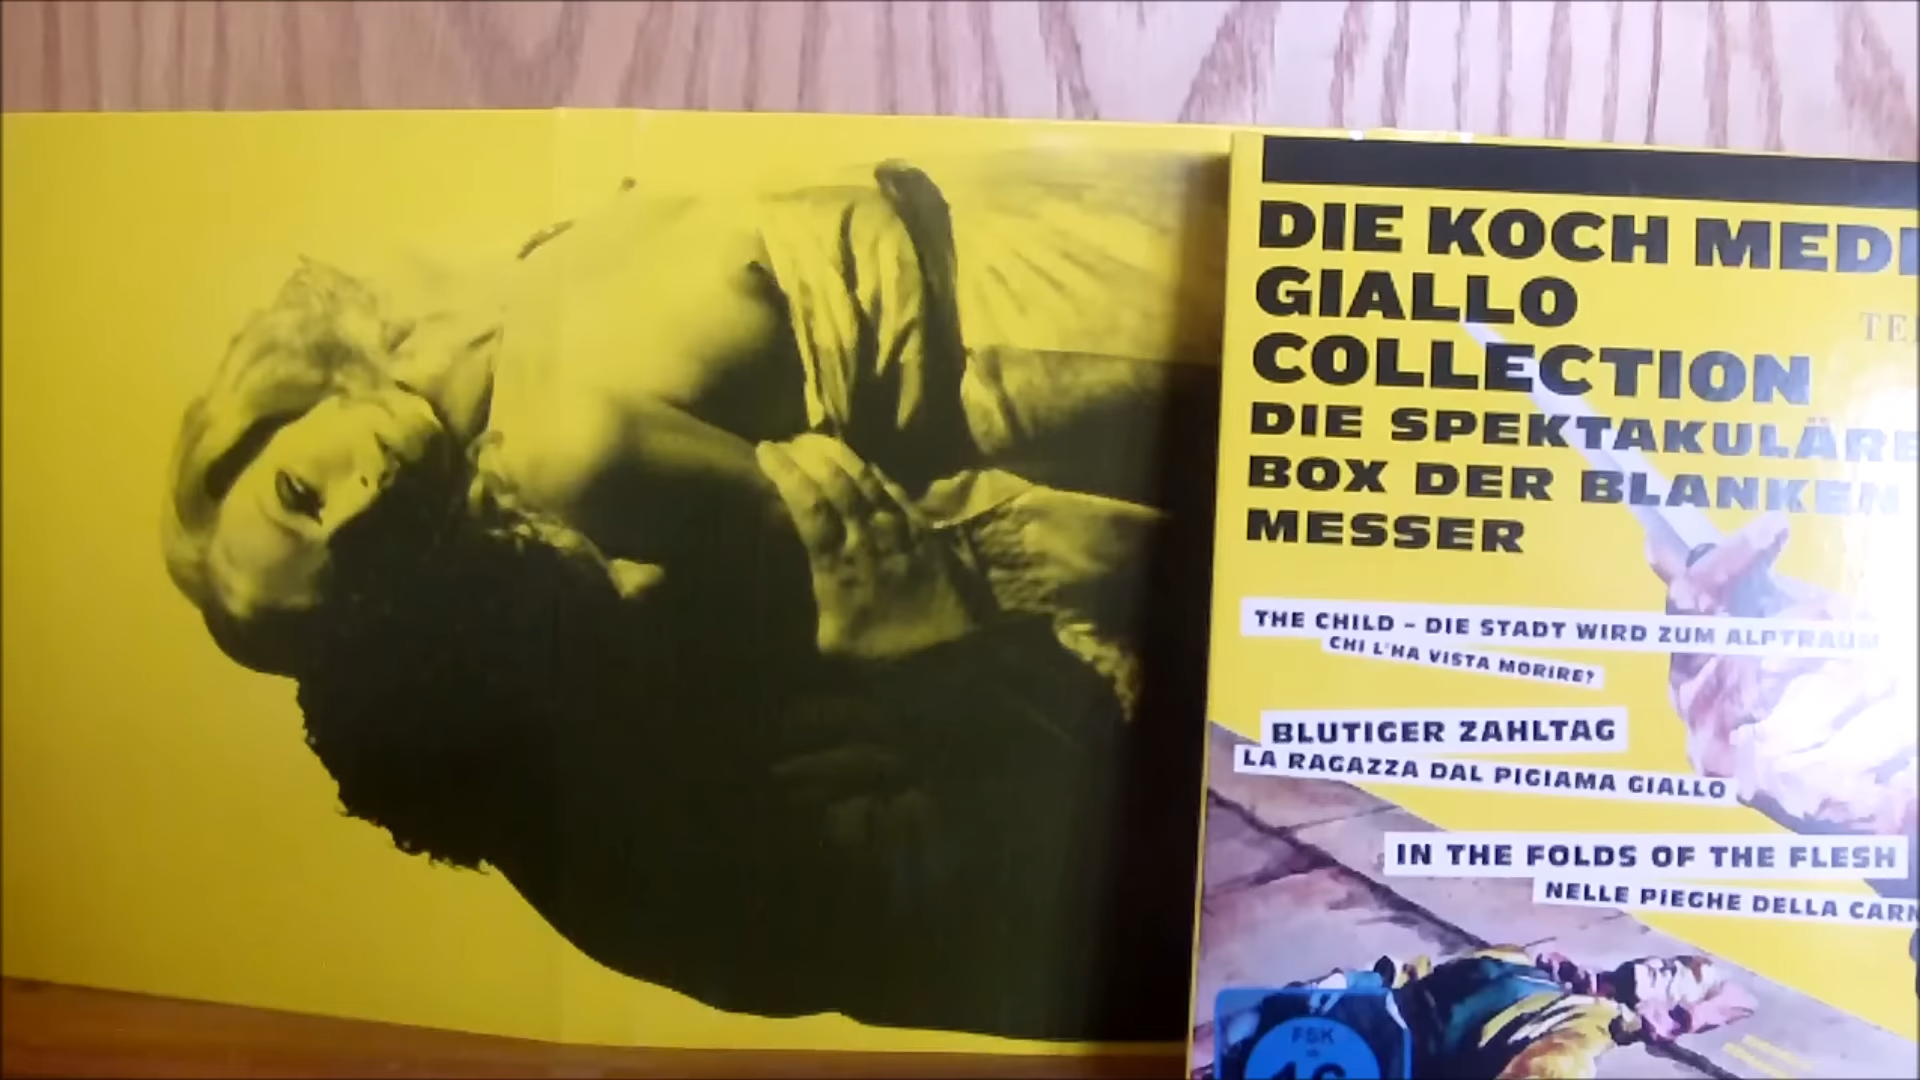 DIE KOCH MEDI
GIALLO
COLLECTION
DIE SPEKTAKULÄRE
BOX DER BLANKEN
MESSER
THE CHILD – DIE STADT WIRD ZUM ALPTRAUM
CHI L'HA VISTA MORIRE?
BLUTIGER ZAHLTAG
LA RAGAZZA DAL PIGIAMA GIALLO
IN THE FOLDS OF THE FLESH
NELLE PIEGHE DELLA CARN
FSK